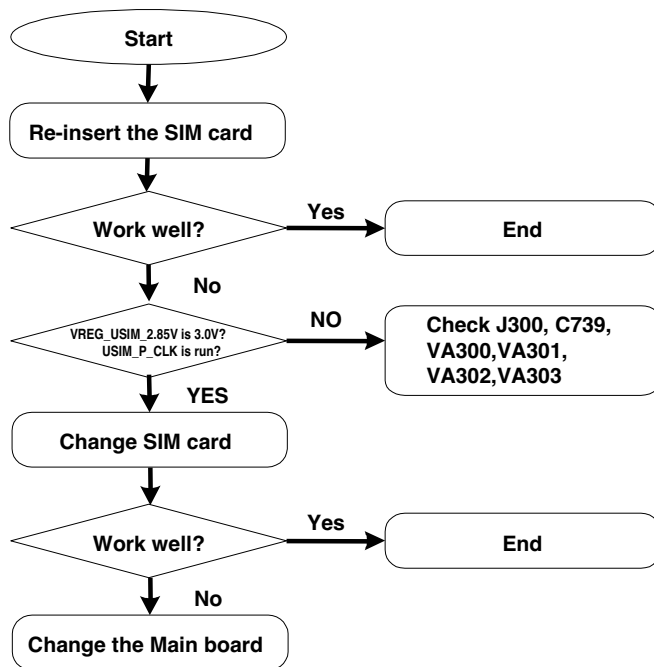 Start
Re-insert the SIM card
Work well?
Yes
End
No
VREG_USIM_2.85V is 3.0V?
USIM_P_CLK is run?
NO
Check J300, C739,
VA300,VA301,
VA302,VA303
YES
Change SIM card
Work well?
Yes
End
No
Change the Main board